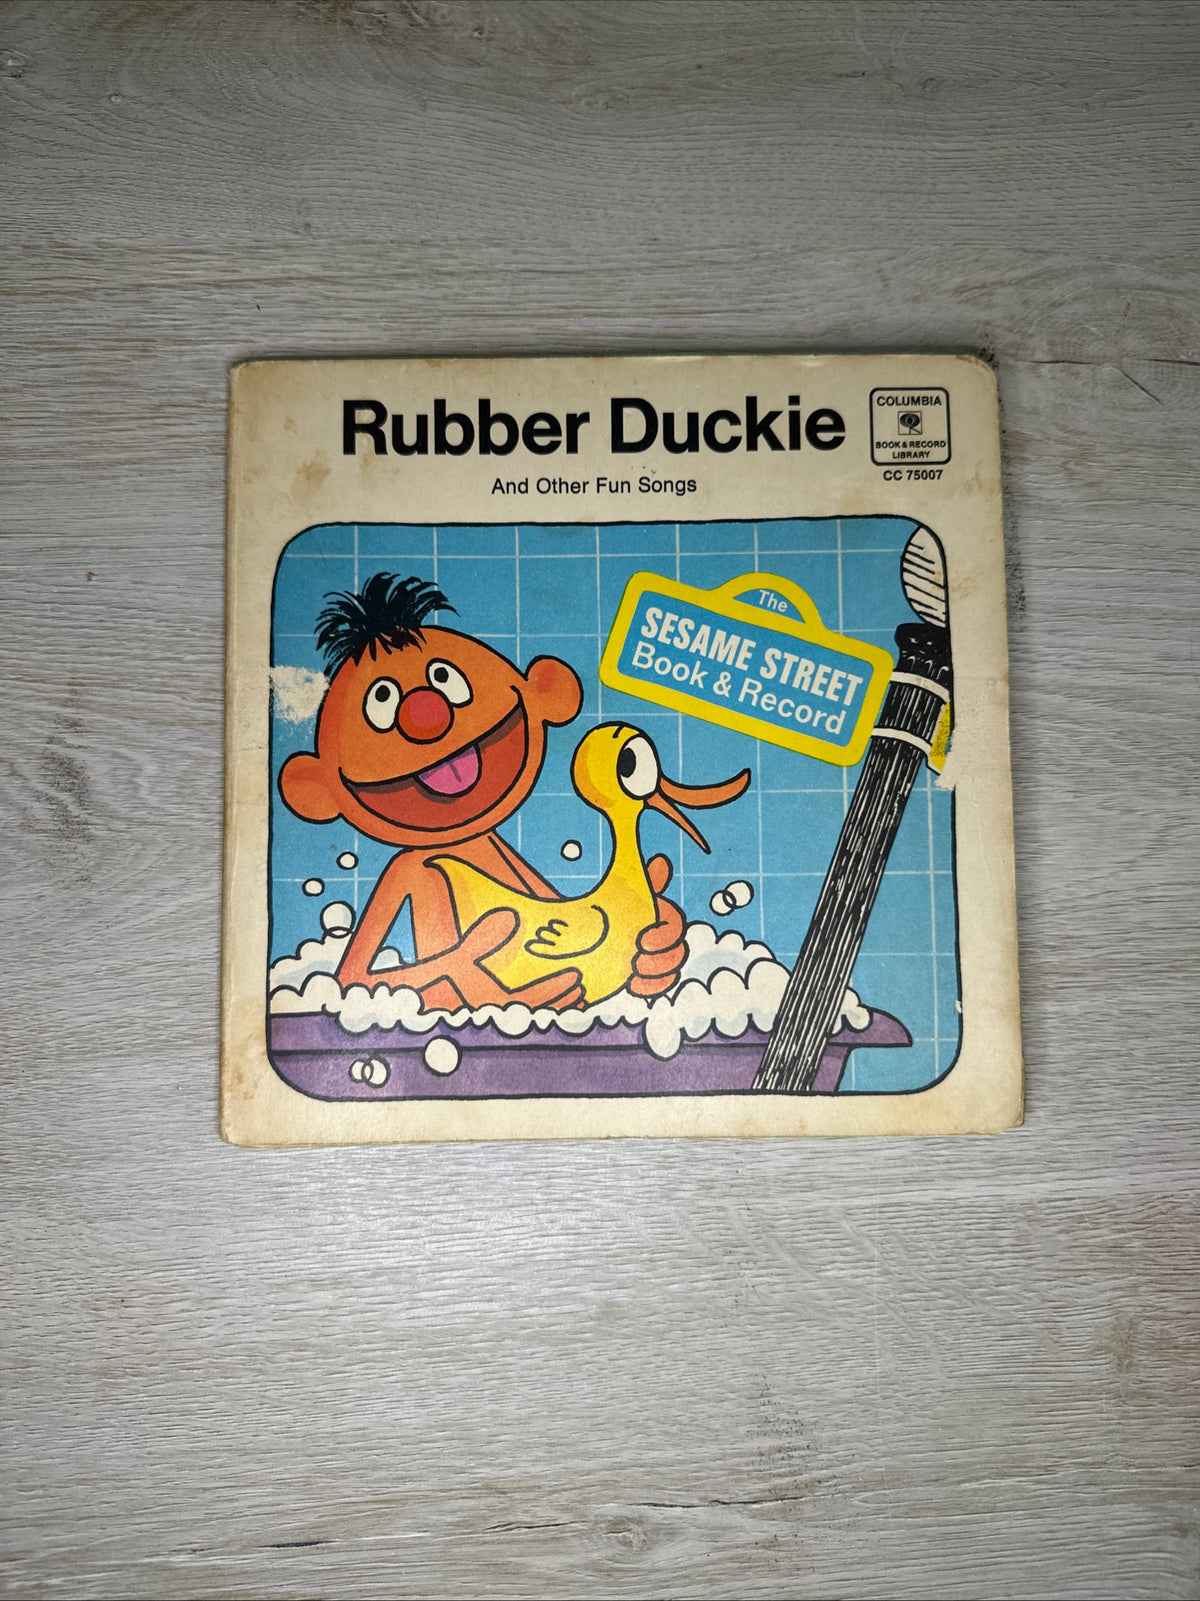 Rubber Duckie
And Other Fun Songs
COLUMBIA
BOOK & RECORD
LIBRARY
CC 75007
The
SESAME STREET
Book & Record